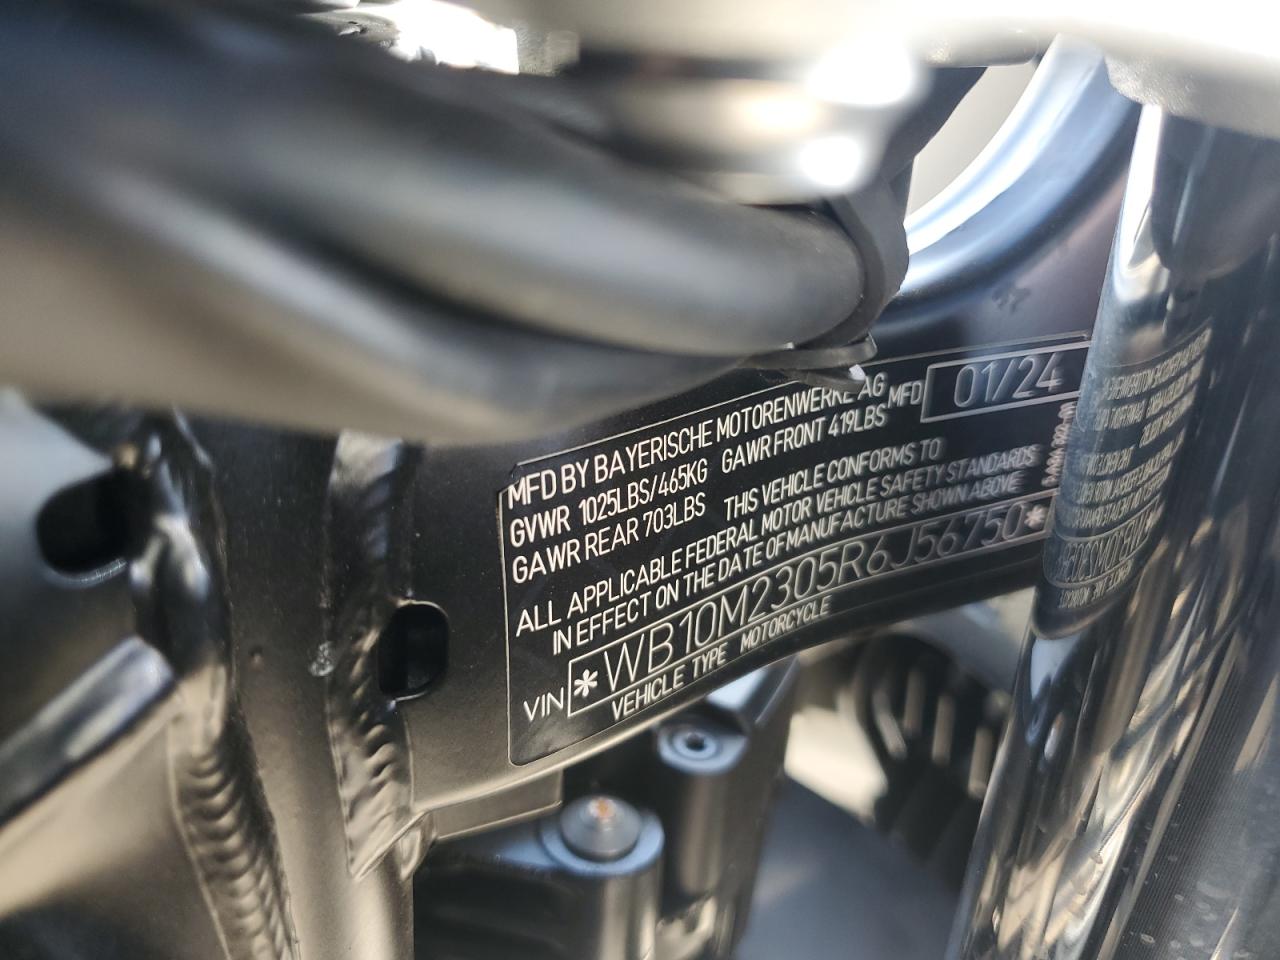 MFD BY BAYERISCHE MOTORENWERKE AG MFD 01/24
GVWR 1025LBS/465KG GAWR FRONT 419LBS
GAWR REAR 703LBS THIS VEHICLE CONFORMS TO
ALL APPLICABLE FEDERAL MOTOR VEHICLE SAFETY STANDARDS
IN EFFECT ON THE DATE OF MANUFACTURE SHOWN ABOVE
VIN *WB10M2305R6J56750*
VEHICLE TYPE MOTORCYCLE